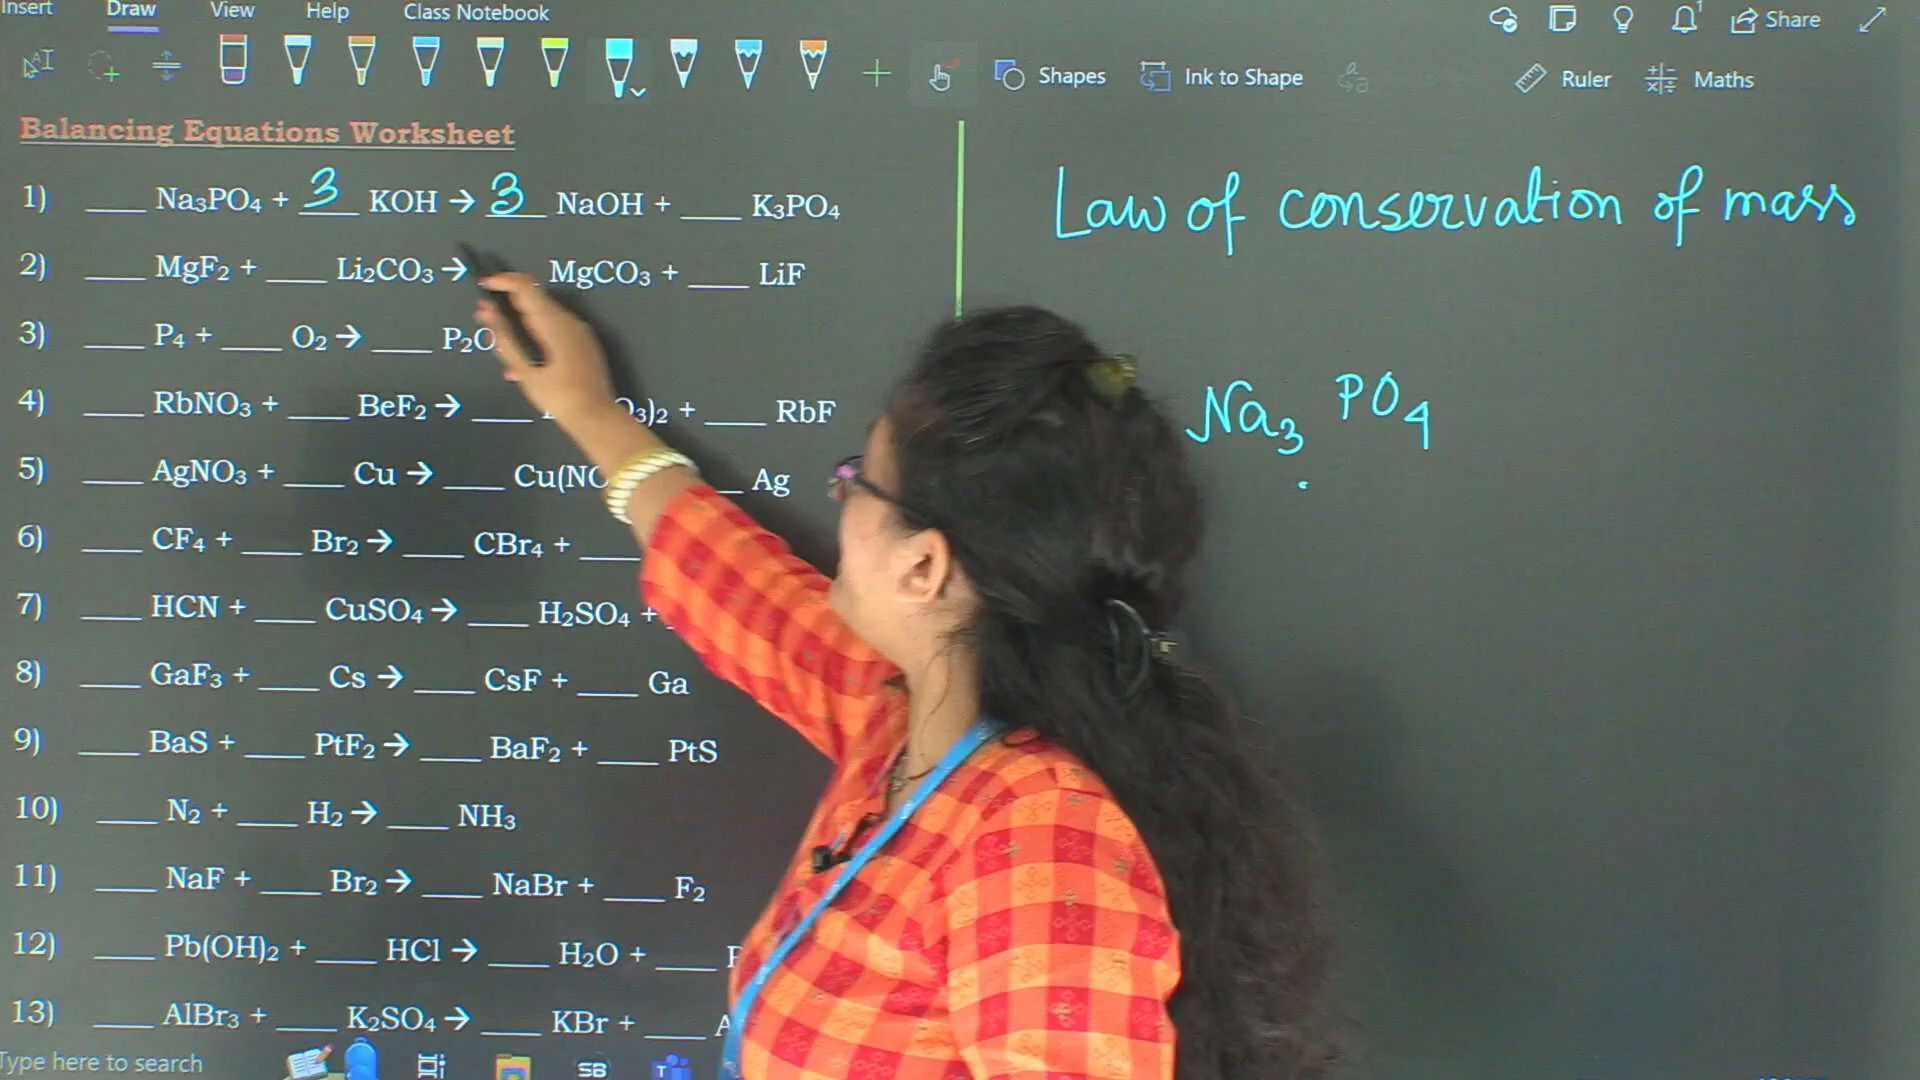 Insert Draw View Help Class Notebook Share
Shapes Ink to Shape Ruler Maths
Balancing Equations Worksheet
1) ___ Na₃PO₄ + 3 KOH → 3 NaOH + ___ K₃PO₄
2) ___ MgF₂ + ___ Li₂CO₃ → _ MgCO₃ + ___ LiF
3) ___ P₄ + ___ O₂ → ___ P₂O
4) ___ RbNO₃ + ___ BeF₂ → ___ O₃)₂ + ___ RbF
5) ___ AgNO₃ + ___ Cu → ___ Cu(NO _ Ag
6) ___ CF₄ + ___ Br₂ → ___ CBr₄ + ___
7) ___ HCN + ___ CuSO₄ → ___ H₂SO₄ +
8) ___ GaF₃ + ___ Cs → ___ CsF + ___ Ga
9) ___ BaS + ___ PtF₂ → ___ BaF₂ + ___ PtS
10) ___ N₂ + ___ H₂ → ___ NH₃
11) ___ NaF + ___ Br₂ → ___ NaBr + ___ F₂
12) ___ Pb(OH)₂ + ___ HCl → ___ H₂O + ___
13) ___ AlBr₃ + ___ K₂SO₄ → ___ KBr + ___ A
Type here to search
Law of conservation of mass
Na₃ PO₄